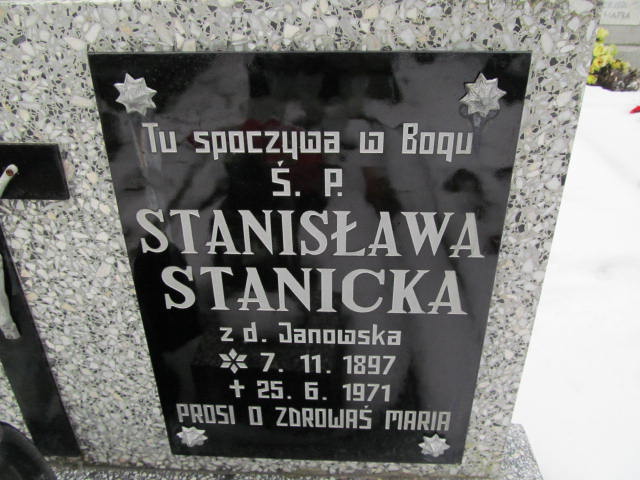 Tu spoczywa w Bogu
Ś. P.
STANISŁAWA
STANICKA
z d. Janowska
* 7. 11. 1897
✝ 25. 6. 1971
PROSI O ZDROWAŚ MARIA